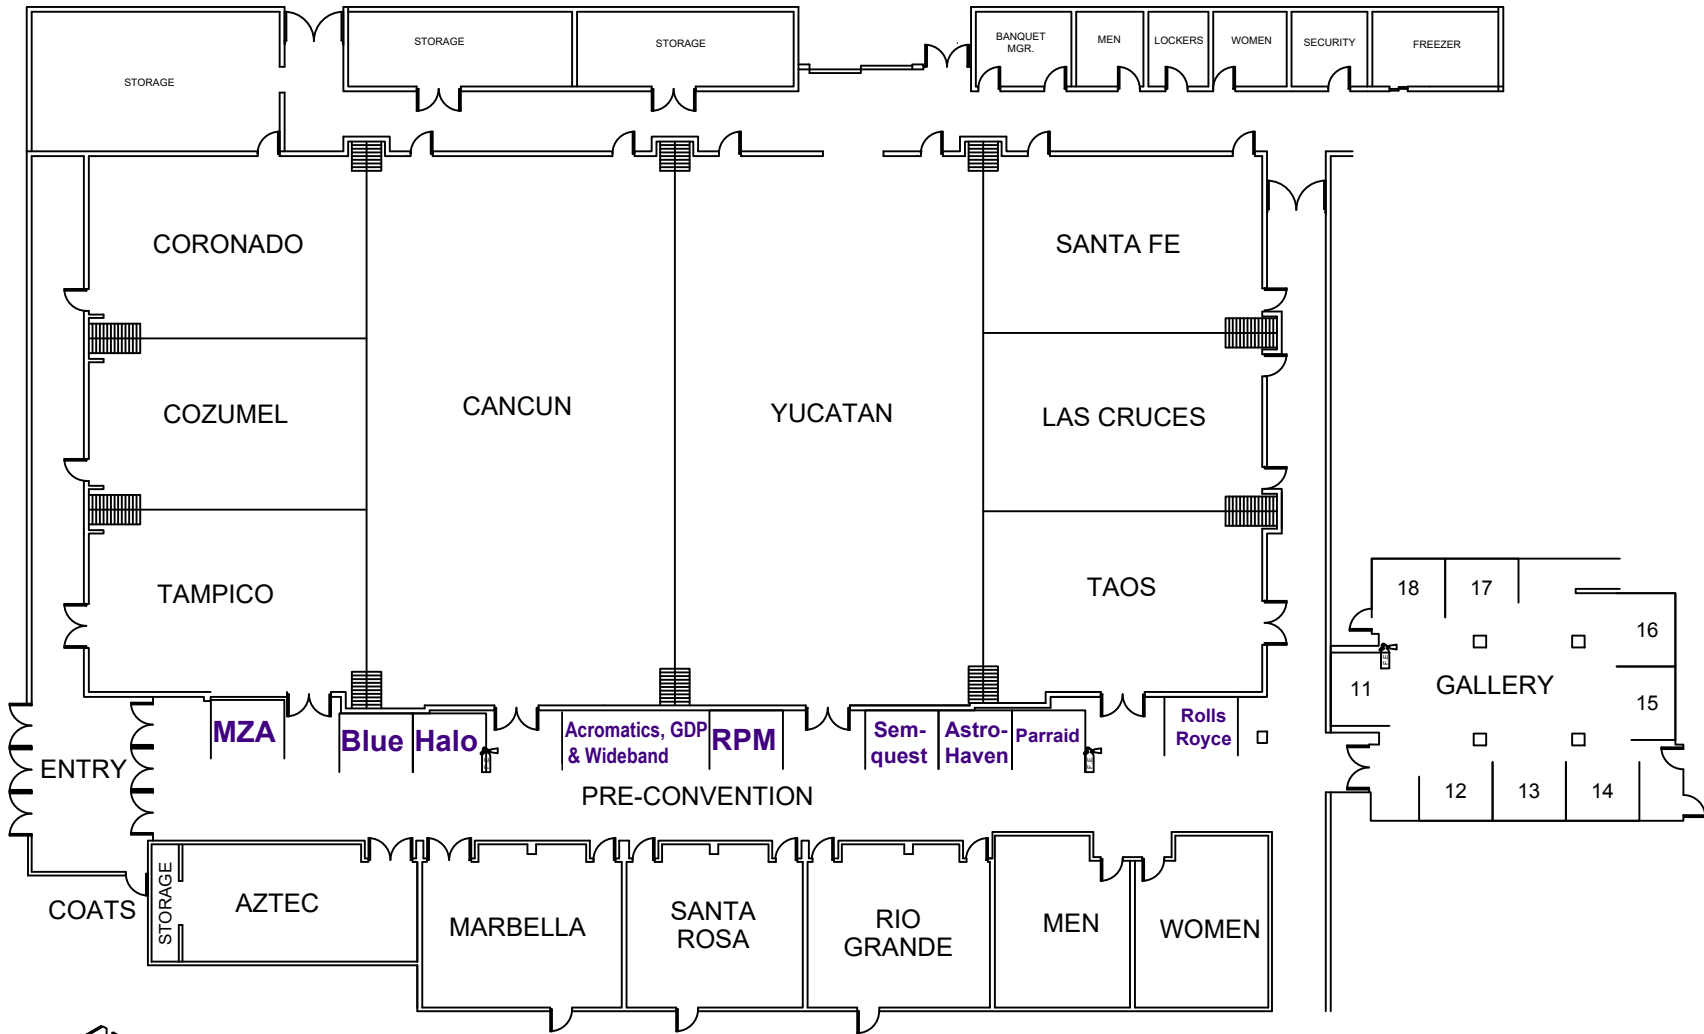 STORAGE
STORAGE
STORAGE
BANQUET
MGR.
MEN
LOCKERS
WOMEN
SECURITY
FREEZER
CORONADO
SANTA FE
COZUMEL
CANCUN
YUCATAN
LAS CRUCES
TAMPICO
TAOS
18
17
16
11
GALLERY
15
MZA
Blue
Halo
Acromatics, GDP
& Wideband
RPM
Sem-
quest
Astro-
Haven
Parraid
Rolls
Royce
F.E.
F.E.
F.E.
ENTRY
PRE-CONVENTION
12
13
14
COATS
STORAGE
AZTEC
MARBELLA
SANTA
ROSA
RIO
GRANDE
MEN
WOMEN